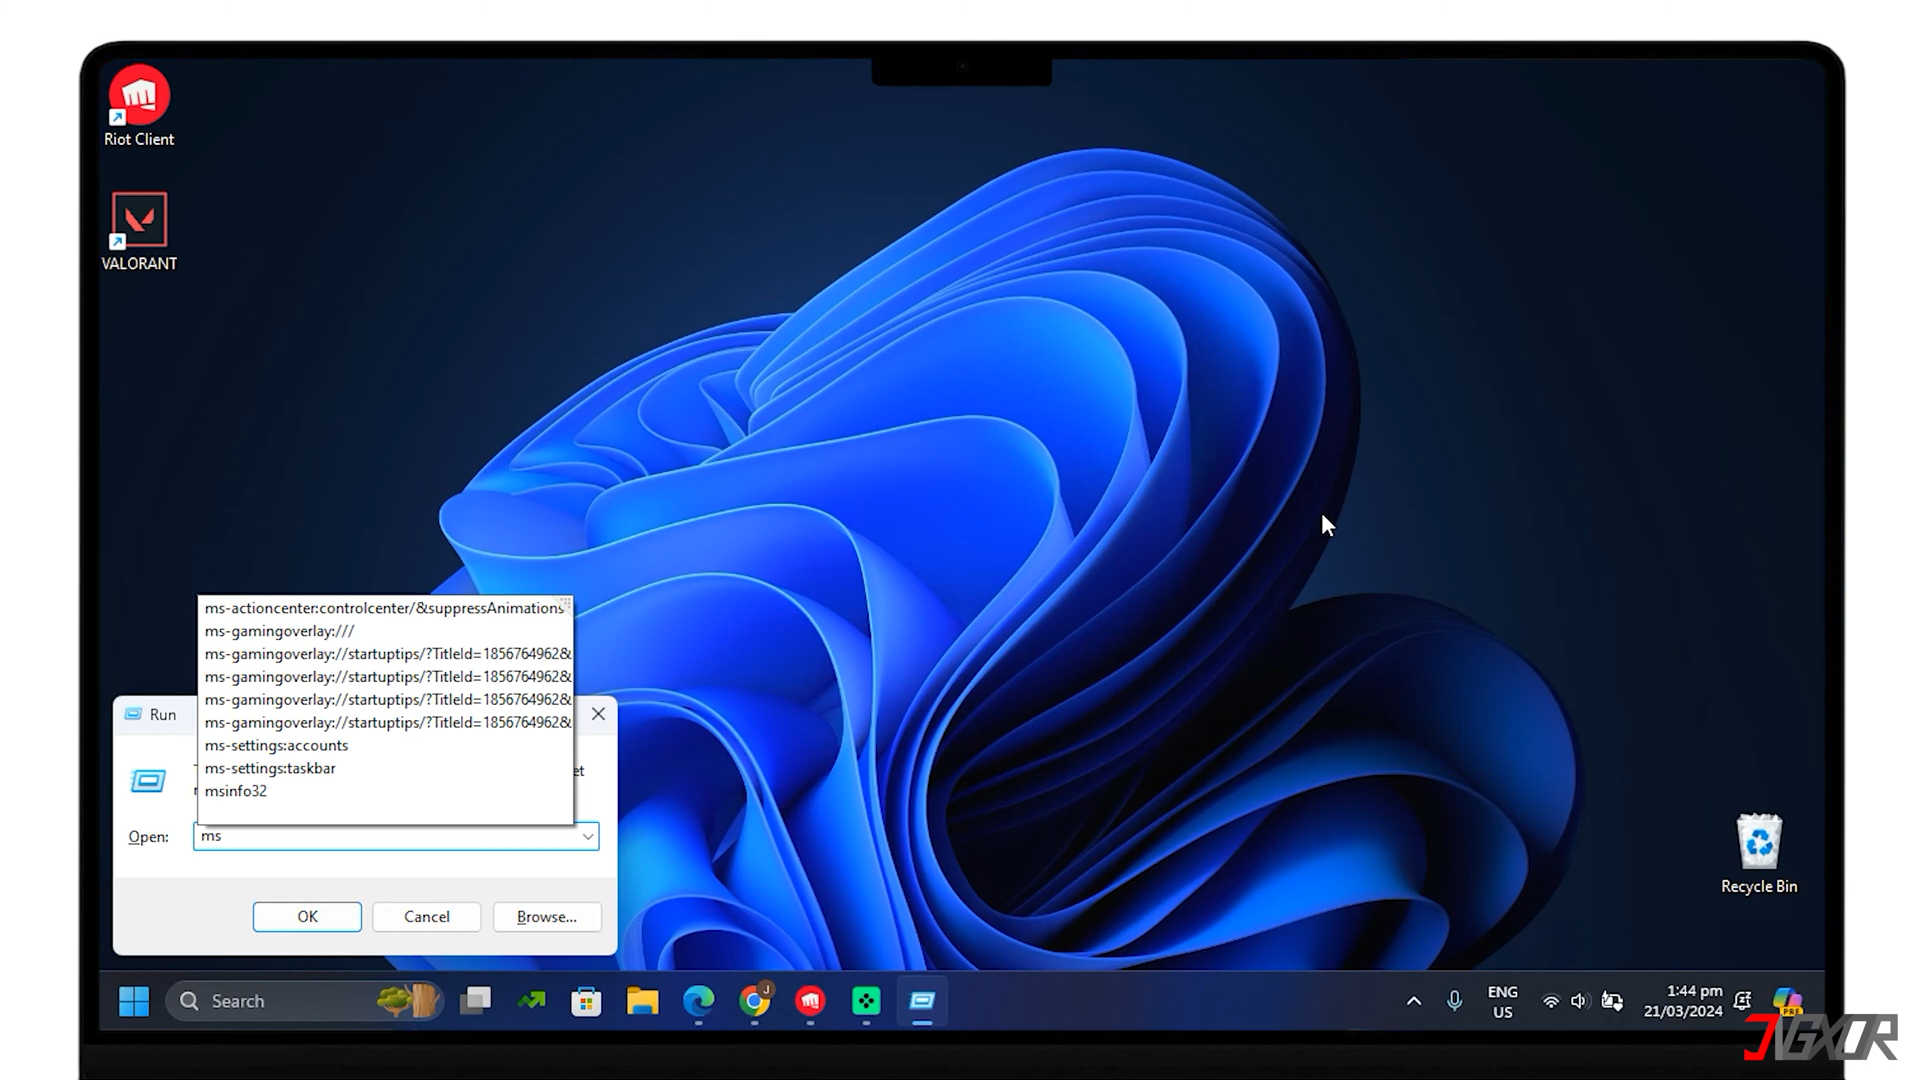 Riot Client
VALORANT
ms-actioncenter:controlcenter/&suppressAnimations
ms-gamingoverlay:///
ms-gamingoverlay://startuptips/?TitleId=1856764962&
ms-gamingoverlay://startuptips/?TitleId=1856764962&
ms-gamingoverlay://startuptips/?TitleId=1856764962&
ms-gamingoverlay://startuptips/?TitleId=1856764962&
ms-settings:accounts
ms-settings:taskbar
msinfo32
Run
et
Open:
ms
OK
Cancel
Browse...
Recycle Bin
Search
J
ENG
US
1:44 pm
21/03/2024
PRE
JVGXOR